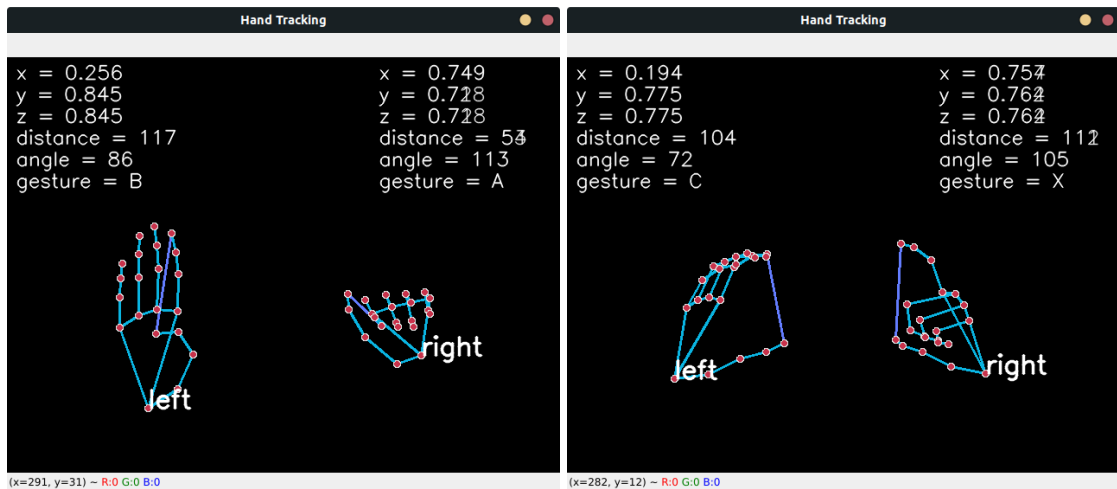 Hand Tracking
x = 0.256
y = 0.845
z = 0.845
distance = 117
angle = 86
gesture = B
x = 0.749
y =
z =
distance =
angle = 113
gesture = A
left
right
(x=291, y=31) ~ R:0 G:0 B:0
Hand Tracking
x = 0.194
y = 0.775
z = 0.775
distance = 104
angle = 72
gesture = C
x =
y =
z =
distance =
angle = 105
gesture = X
left
right
(x=282, y=12) ~ R:0 G:0 B:0